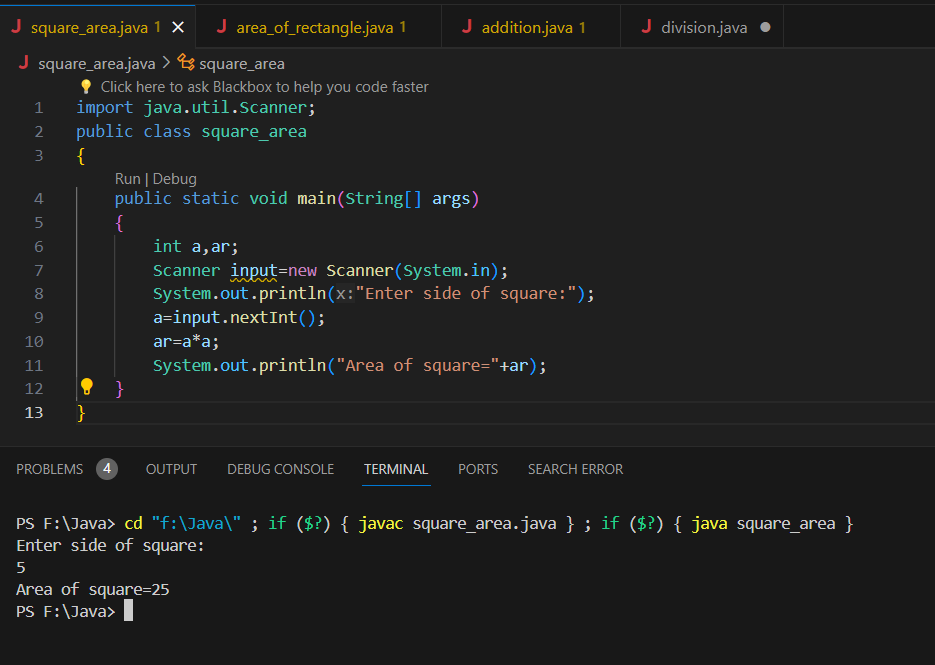 J square_area.java 1 × J area_of_rectangle.java 1 J addition.java 1 J division.java ●
J square_area.java > square_area
Click here to ask Blackbox to help you code faster
1 import java.util.Scanner;
2 public class square_area
3 {
Run | Debug
4 public static void main(String[] args)
5 {
6 int a,ar;
7 Scanner input=new Scanner(System.in);
8 System.out.println(x:"Enter side of square:");
9 a=input.nextInt();
10 ar=a*a;
11 System.out.println("Area of square="+ar);
12 }
13 }
PROBLEMS 4 OUTPUT DEBUG CONSOLE TERMINAL PORTS SEARCH ERROR
PS F:\Java> cd "f:\Java\" ; if ($?) { javac square_area.java } ; if ($?) { java square_area }
Enter side of square:
5
Area of square=25
PS F:\Java>